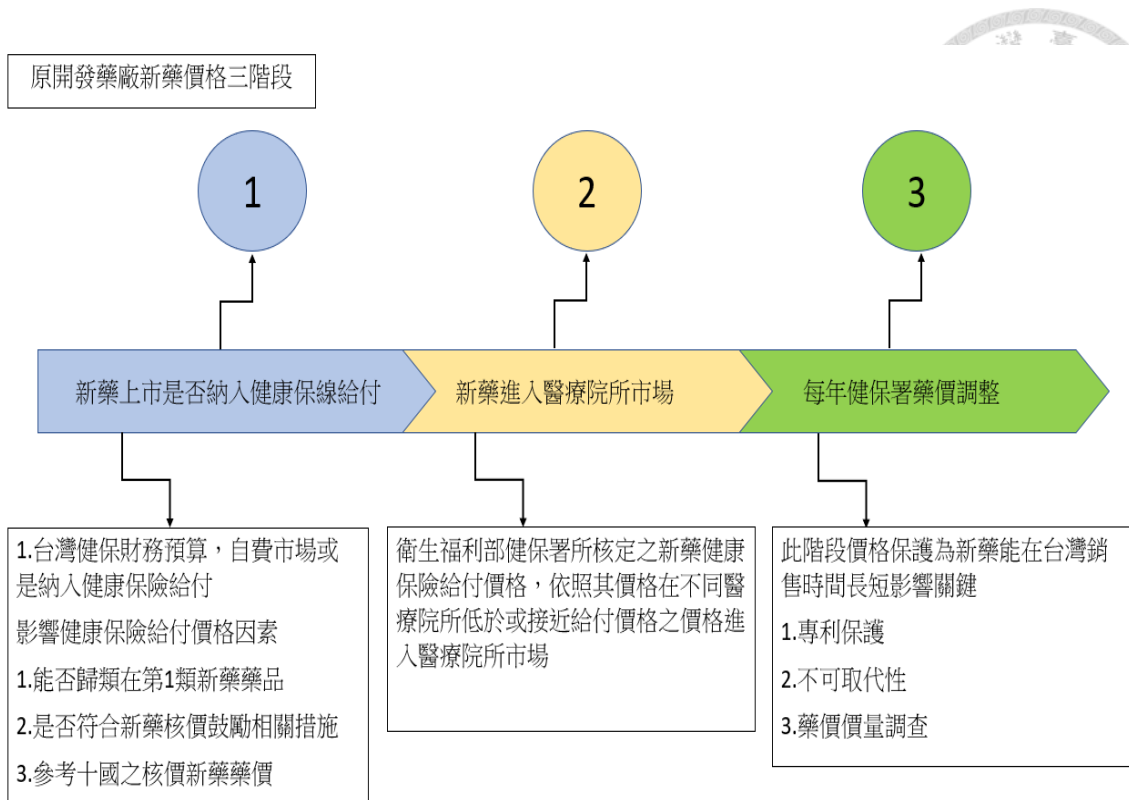 原開發藥廠新藥價格三階段
1
2
3
新藥上市是否納入健康保線給付
新藥進入醫療院所市場
每年健保署藥價調整
1.台灣健保財務預算，自費市場或
是納入健康保險給付
影響健康保險給付價格因素
1.能否歸類在第1類新藥藥品
2.是否符合新藥核價鼓勵相關措施
3.參考十國之核價新藥藥價
衛生福利部健保署所核定之新藥健康
保險給付價格，依照其價格在不同醫
療院所低於或接近給付價格之價格進
入醫療院所市場
此階段價格保護為新藥能在台灣銷
售時間長短影響關鍵
1.專利保護
2.不可取代性
3.藥價價量調查